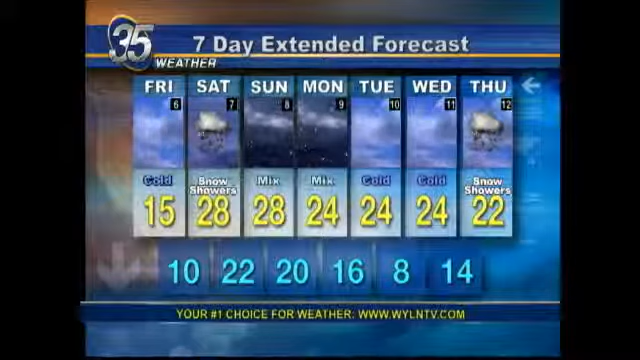 35
WEATHER
7 Day Extended Forecast
FRI SAT SUN MON TUE WED THU
6 7 8 9 10 11 12
Cold Snow Showers Mix Mix Cold Cold Snow Showers
15 28 28 24 24 24 22
10 22 20 16 8 14
YOUR #1 CHOICE FOR WEATHER: WWW.WYLNTV.COM